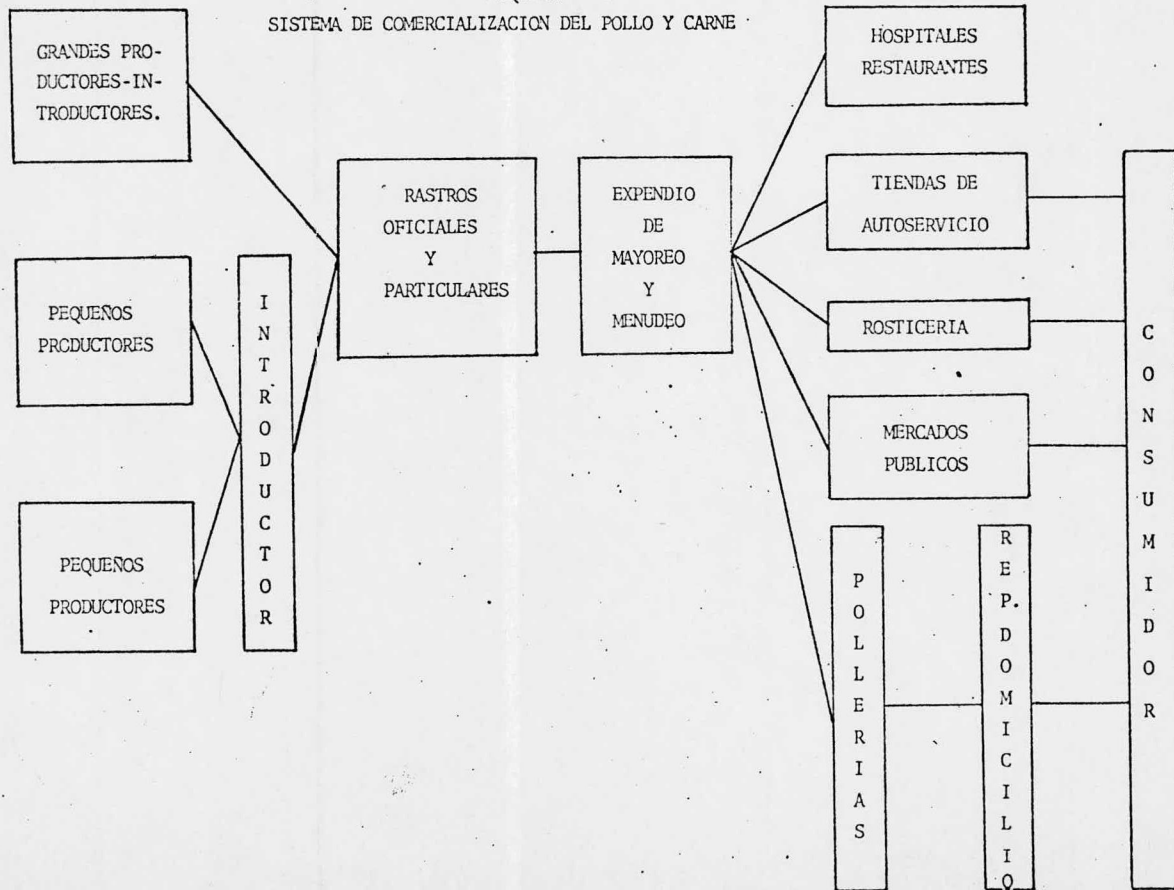 SISTEMA DE COMERCIALIZACION DEL POLLO Y CARNE
GRANDES PRO-
DUCTORES-IN-
TRODUCTORES.
PEQUEÑOS
PRODUCTORES
PEQUEÑOS
PRODUCTORES
INTRODUCTOR
RASTROS
OFICIALES
Y
PARTICULARES
EXPENDIO
DE
MAYOREO
Y
MENUDEO
HOSPITALES
RESTAURANTES
TIENDAS DE
AUTOSERVICIO
ROSTICERIA
MERCADOS
PUBLICOS
POLLERIAS
REP. DOMICILIO
CONSUMIDOR